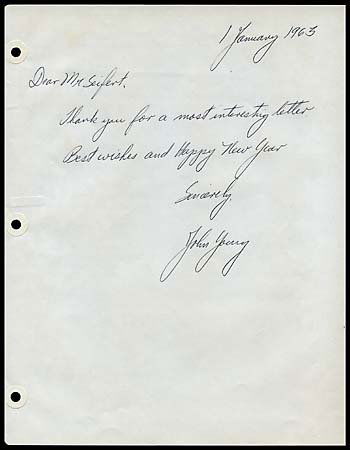 1 January 1963
Dear Mr Seifert,
Thank you for a most interesting letter
Best wishes and Happy New Year
Sincerely
John Young